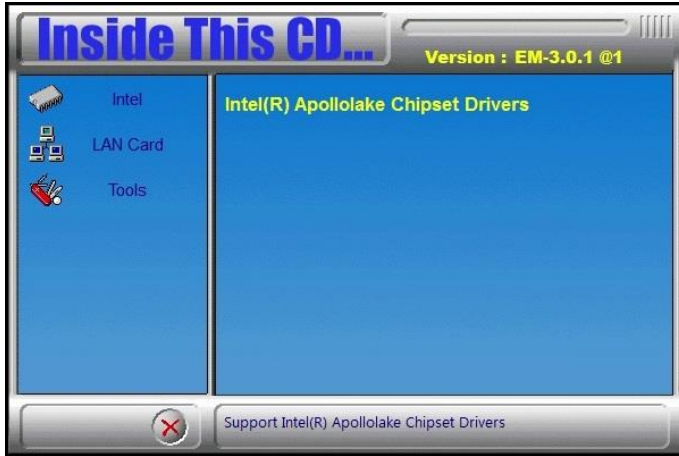 Inside This CD...
Version : EM-3.0.1 @1
Intel
LAN Card
Tools
Intel(R) Apollolake Chipset Drivers
Support Intel(R) Apollolake Chipset Drivers